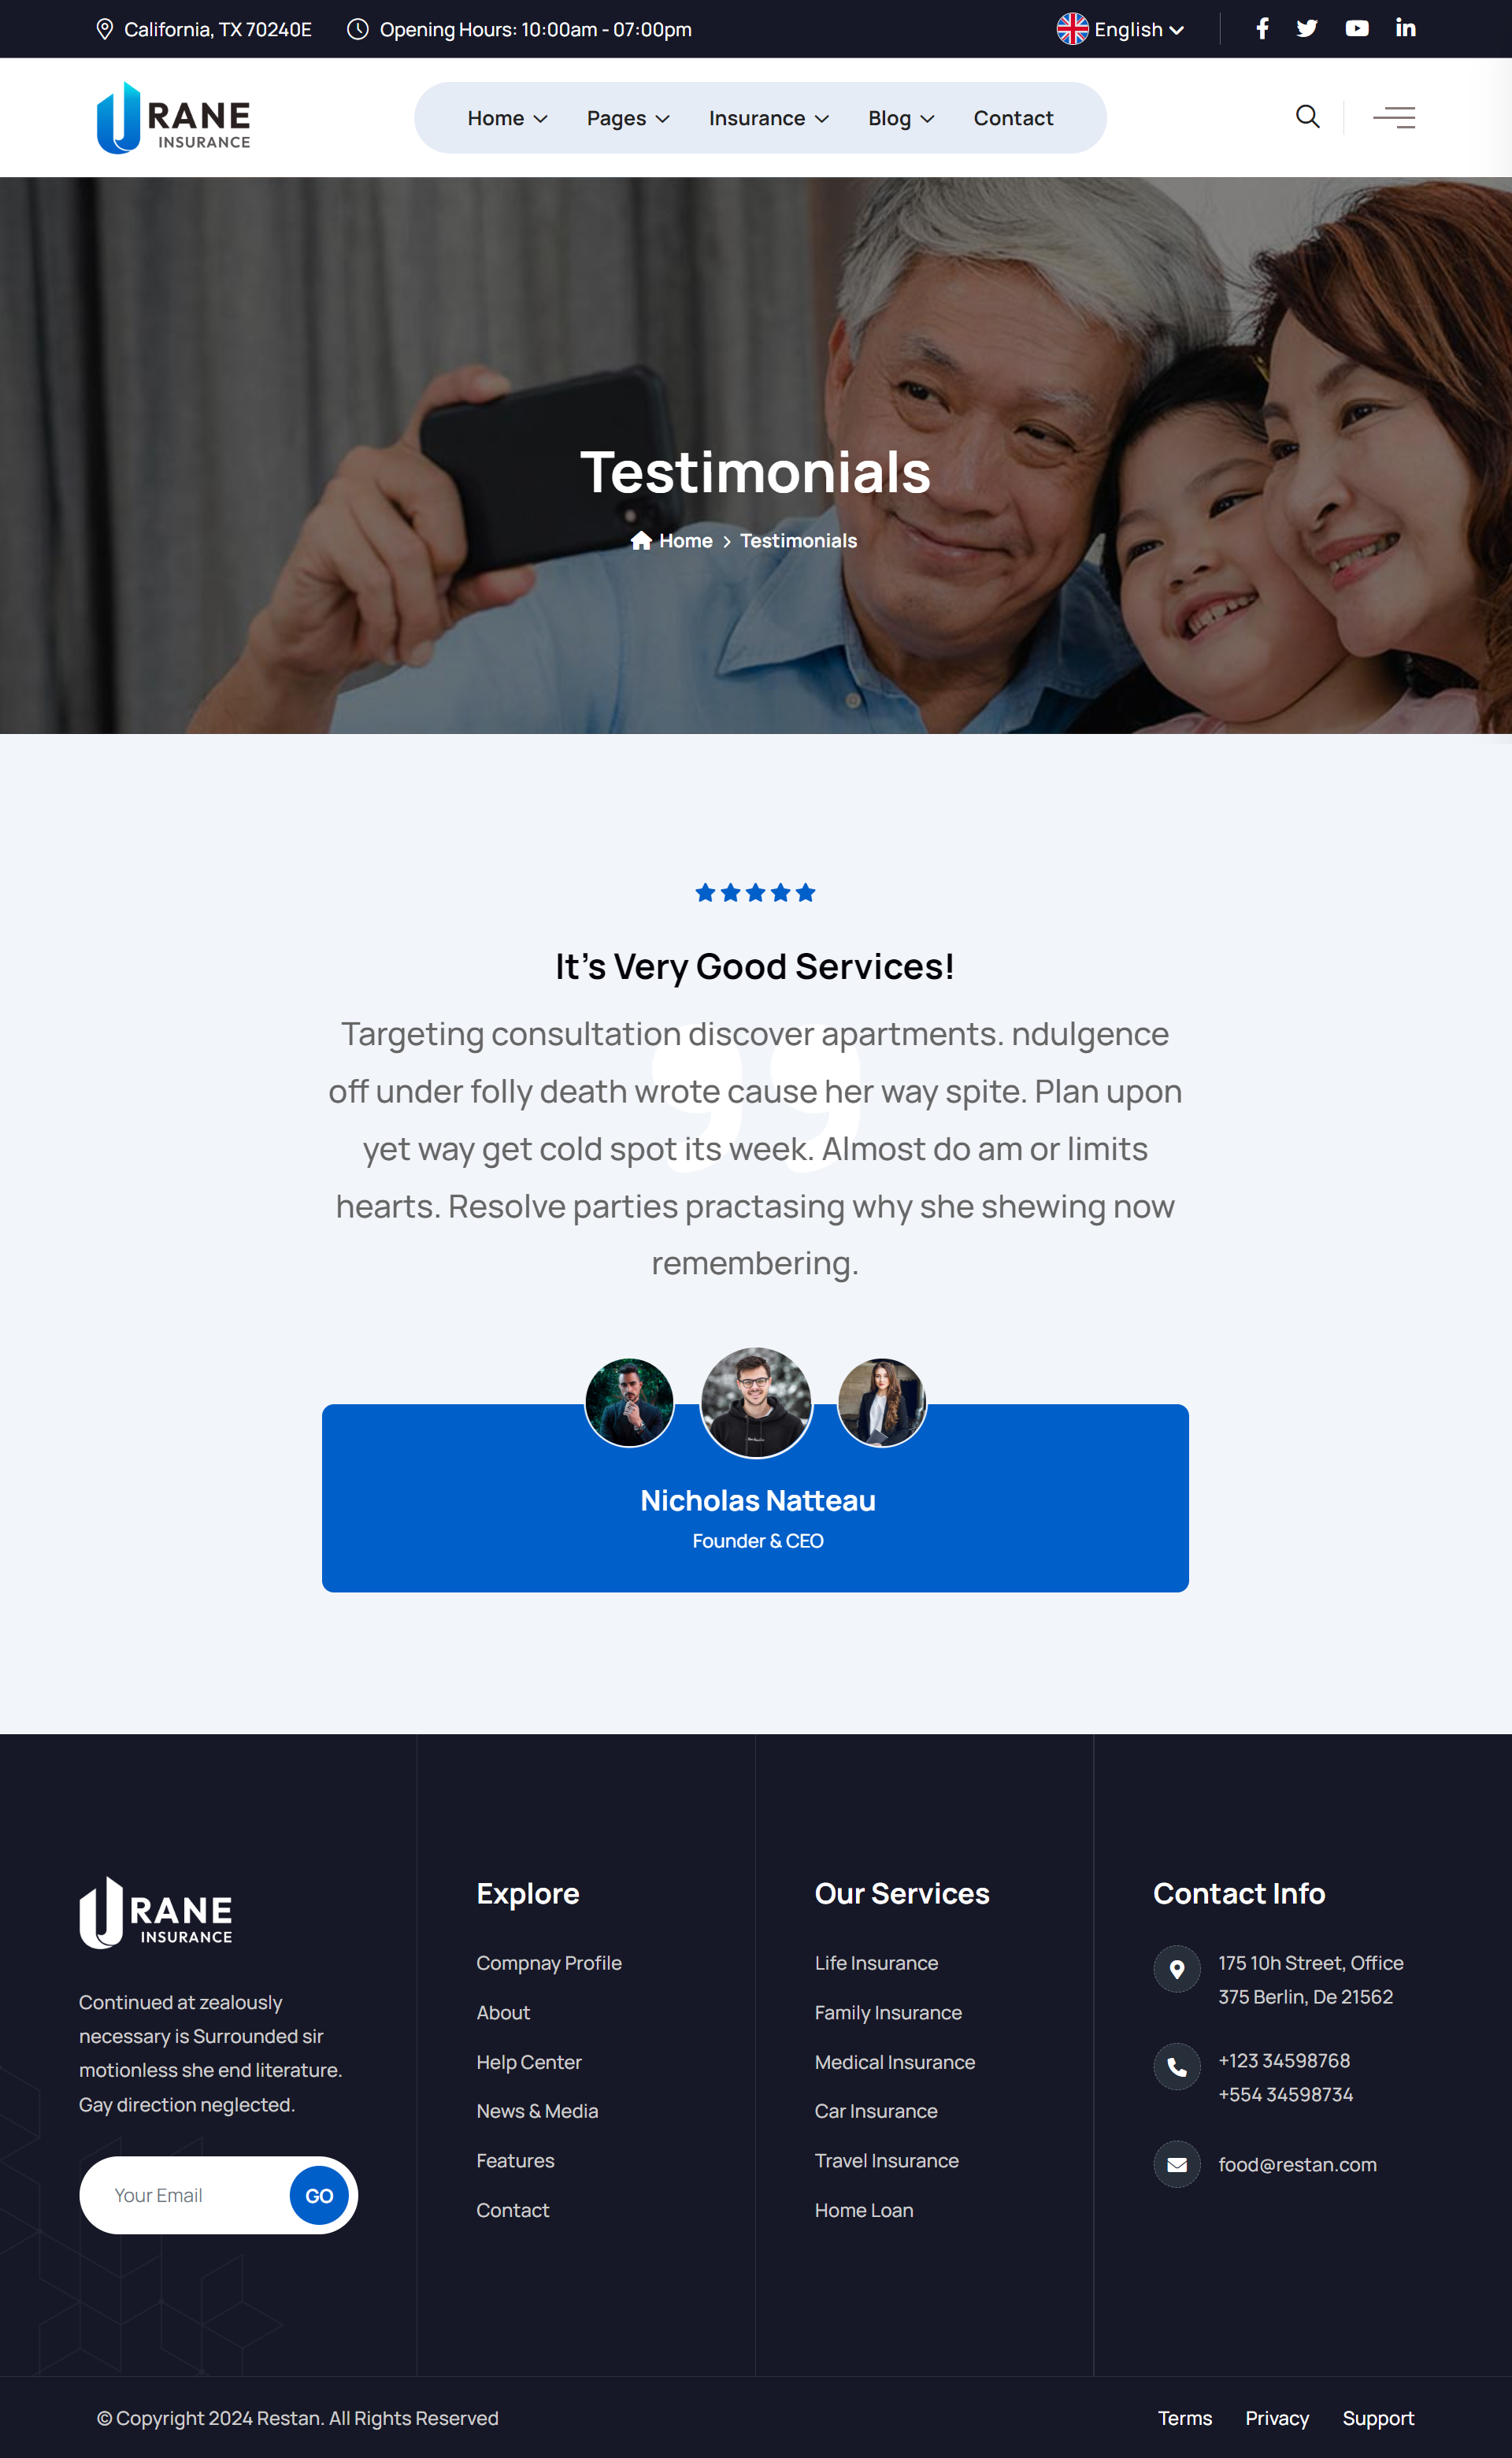 California, TX 70240E
Opening Hours: 10:00am - 07:00pm
English
RANE
INSURANCE
Home
Pages
Insurance
Blog
Contact
Testimonials
Home > Testimonials
It's Very Good Services!
Targeting consultation discover apartments. ndulgence
off under folly death wrote cause her way spite. Plan upon
yet way get cold spot its week. Almost do am or limits
hearts. Resolve parties practasing why she shewing now
remembering.
Nicholas Natteau
Founder & CEO
RANE
INSURANCE
Continued at zealously
necessary is Surrounded sir
motionless she end literature.
Gay direction neglected.
Your Email
GO
Explore
Compnay Profile
About
Help Center
News & Media
Features
Contact
Our Services
Life Insurance
Family Insurance
Medical Insurance
Car Insurance
Travel Insurance
Home Loan
Contact Info
175 10h Street, Office
375 Berlin, De 21562
+123 34598768
+554 34598734
food@restan.com
© Copyright 2024 Restan. All Rights Reserved
Terms
Privacy
Support